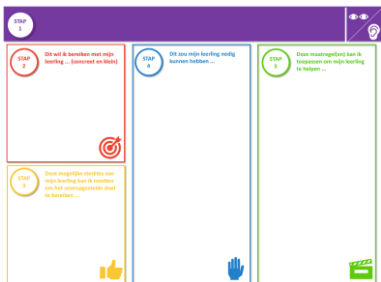 STAP
1
STAP
2
Dit wil ik bereiken met mijn
leerling ... (concreet en klein)
STAP
3
Deze mogelijke sterktes van
mijn leerling kan ik inzetten
om het vooropgestelde doel
te bereiken ...
STAP
4
Dit zou mijn leerling nodig
kunnen hebben ...
STAP
5
Deze maatregel(en) kan ik
toepassen om mijn leerling
te helpen ...